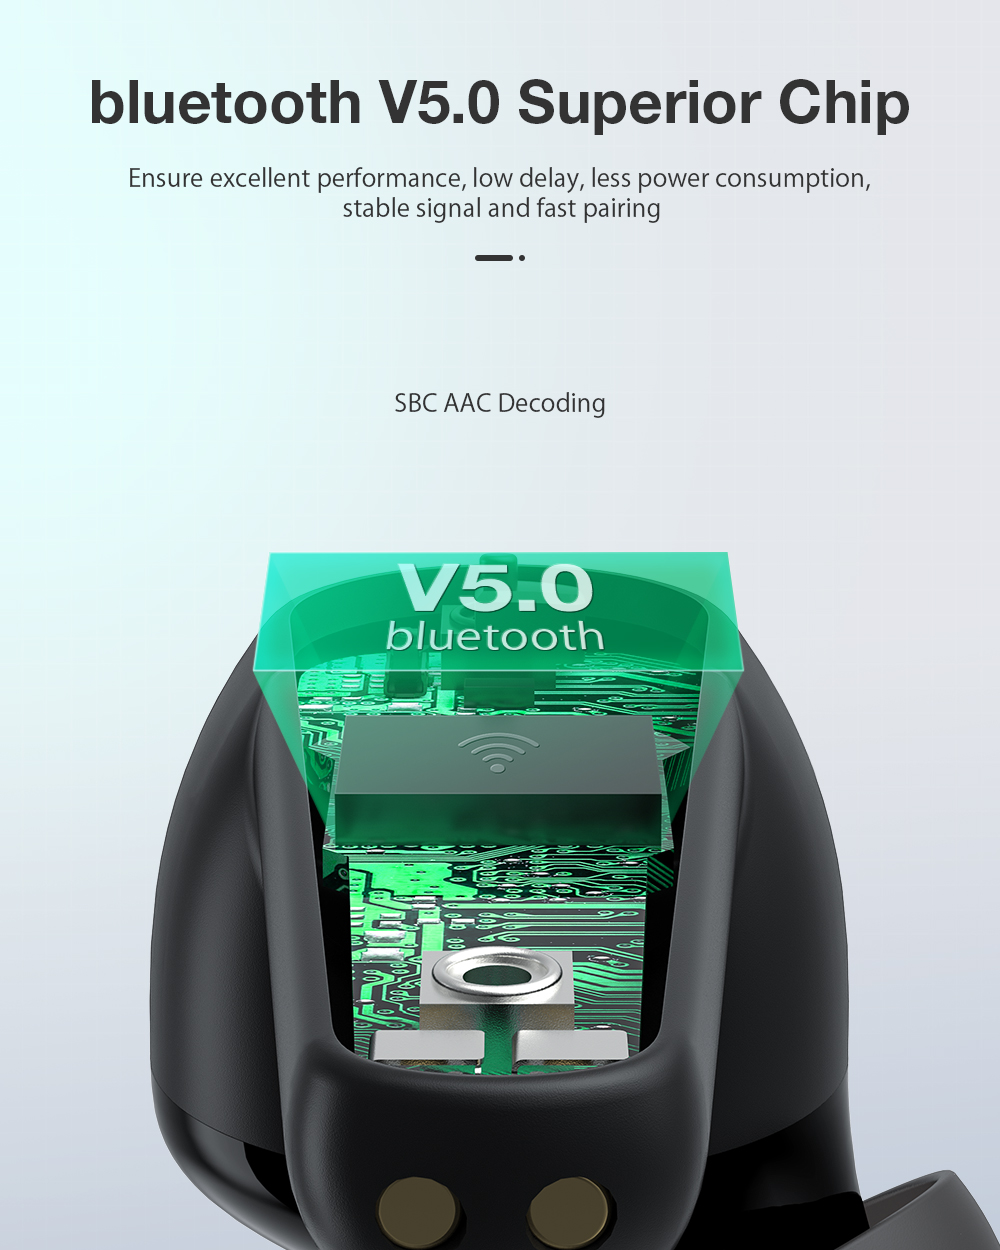 bluetooth V5.0 Superior Chip
Ensure excellent performance, low delay, less power consumption,
stable signal and fast pairing
SBC AAC Decoding
V5.0
bluetooth